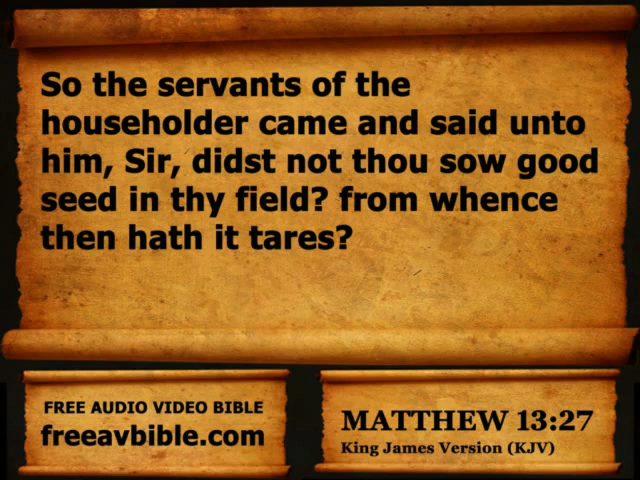 So the servants of the
householder came and said unto
him, Sir, didst not thou sow good
seed in thy field? from whence
then hath it tares?
FREE AUDIO VIDEO BIBLE
freeavbible.com
MATTHEW 13:27
King James Version (KJV)